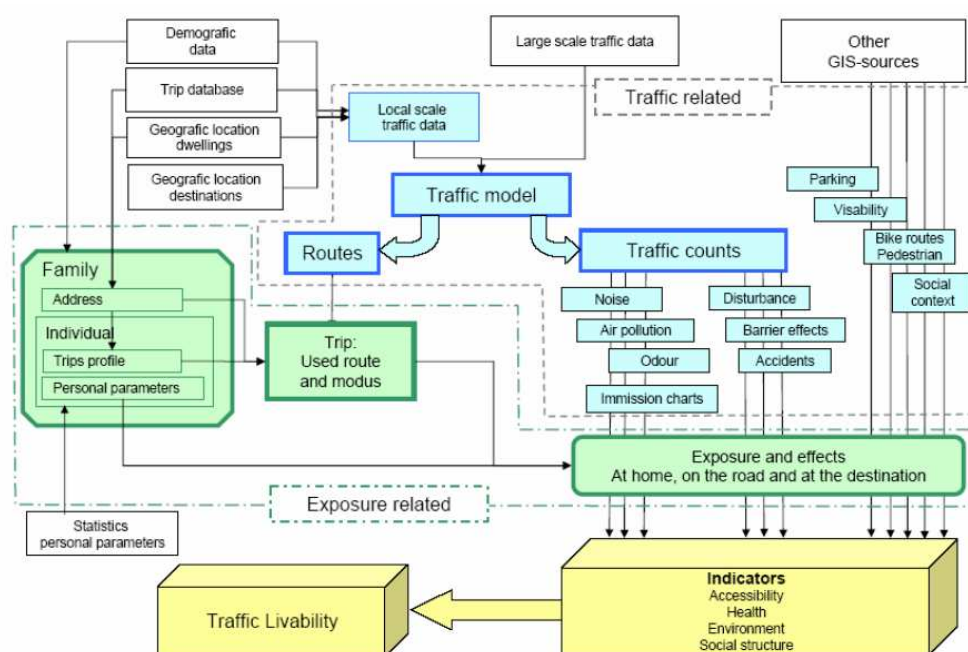 Demografic
data
Large scale traffic data
Other
GIS-sources
Trip database
Traffic related
Local scale
traffic data
Geografic location
dwellings
Geografic location
destinations
Traffic model
Parking
Visability
Routes
Traffic counts
Bike routes
Pedestrian
Family
Social
context
Address
Noise
Disturbance
Individual
Air pollution
Barrier effects
Trips profile
Trip:
Used route
and modus
Odour
Accidents
Personal parameters
Immission charts
Exposure and effects
At home, on the road and at the destination
Exposure related
Statistics
personal parameters
Indicators
Accessibility
Health
Environment
Social structure
Traffic Livability